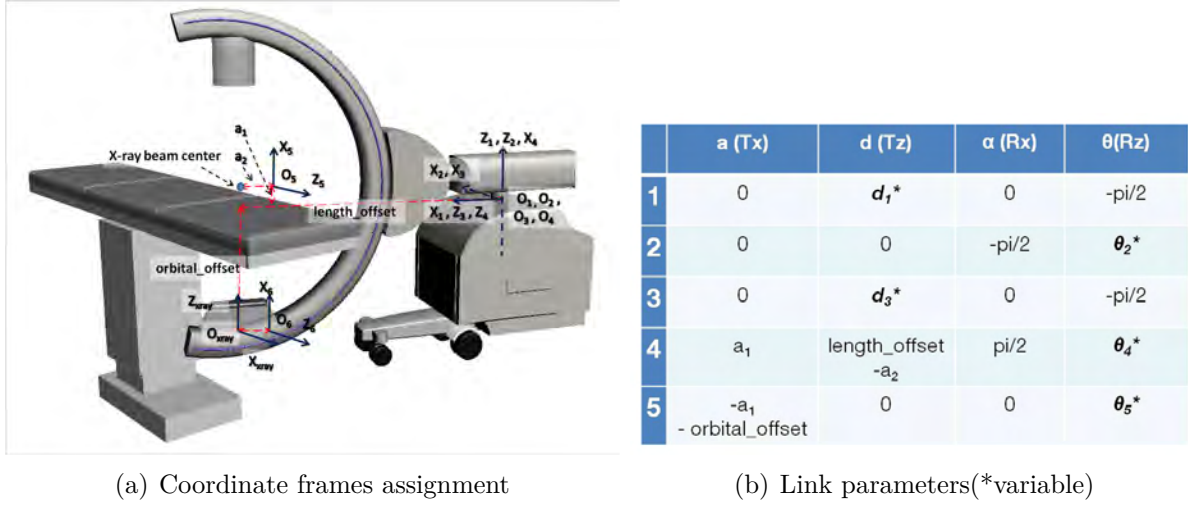 a₁
X₅
X-ray beam center
a₂
O₅
Z₅
length_offset
Z₁ , Z₂ , X₄
X₂ , X₃
O₁ , O₂ ,
O₃ , O₄
X₁ , Z₃ , Z₄
orbital_offset
X₆
Z_xray
O₆
Z₆
O_xray
X_xray
a (Tx) d (Tz) α (Rx) θ(Rz)
1 0 d₁* 0 -pi/2
2 0 0 -pi/2 θ₂*
3 0 d₃* 0 -pi/2
4 a₁ length_offset -a₂ pi/2 θ₄*
5 -a₁ - orbital_offset 0 0 θ₅*
(a) Coordinate frames assignment
(b) Link parameters(*variable)